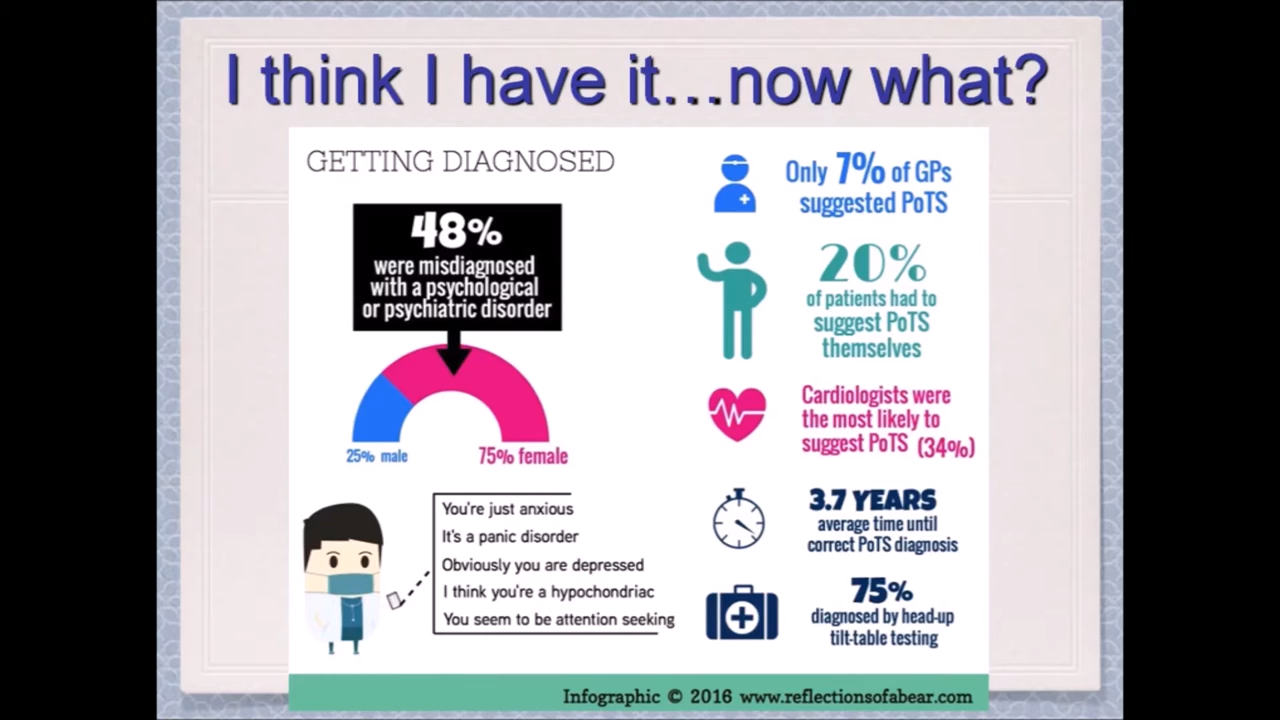 I think I have it...now what?
GETTING DIAGNOSED
48%
were misdiagnosed
with a psychological
or psychiatric disorder
25% male
75% female
You're just anxious
It's a panic disorder
Obviously you are depressed
I think you're a hypochondriac
You seem to be attention seeking
Only 7% of GPs
suggested PoTS
20%
of patients had to
suggest PoTS
themselves
Cardiologists were
the most likely to
suggest PoTS (34%)
3.7 YEARS
average time until
correct PoTS diagnosis
75%
diagnosed by head-up
tilt-table testing
Infographic © 2016 www.reflectionsofabear.com